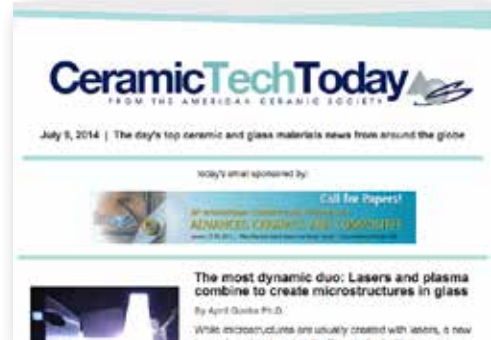 CeramicTechToday
FROM THE AMERICAN CERAMIC SOCIETY
July 9, 2014 | The day's top ceramic and glass materials news from around the globe
today's email sponsored by:
Call for Papers!
ADVANCED CERAMICS AND COMPOSITES
The most dynamic duo: Lasers and plasma
combine to create microstructures in glass
By April Gocha Ph.D.
While microstructures are usually created with lasers, a new